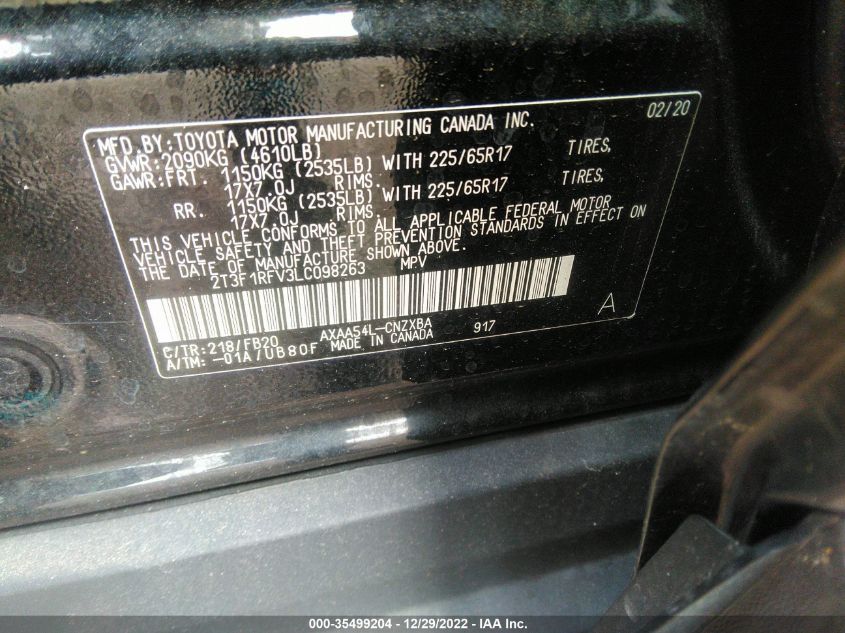 MFD.BY:TOYOTA MOTOR MANUFACTURING CANADA INC. 02/20
GVWR:2090KG (4610LB)
GAWR:FRT. 1150KG (2535LB) WITH 225/65R17 TIRES,
17X7.0J RIMS.
RR. 1150KG (2535LB) WITH 225/65R17 TIRES,
17X7.0J RIMS.
THIS VEHICLE CONFORMS TO ALL APPLICABLE FEDERAL MOTOR
VEHICLE SAFETY AND THEFT PREVENTION STANDARDS IN EFFECT ON
THE DATE OF MANUFACTURE SHOWN ABOVE.
2T3F1RFV3LC098263 MPV
A
C/TR:218/FB20 AXAA54L-CNZXBA 917
A/TM:-01A/UB80F MADE IN CANADA
000-35499204 - 12/29/2022 - IAA Inc.